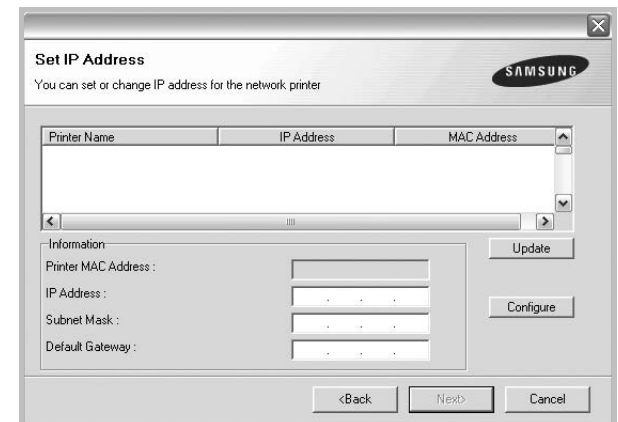 Set IP Address
You can set or change IP address for the network printer
SAMSUNG
Printer Name IP Address MAC Address
Information
Update
Printer MAC Address :
IP Address : . . .
Configure
Subnet Mask : . . .
Default Gateway : . . .
<Back Next> Cancel